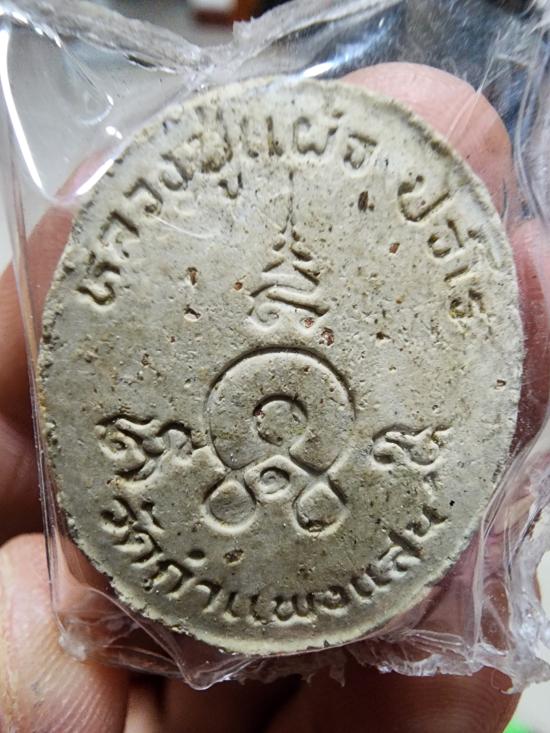 หลวงปู่แผ่ว ปธโร
วัดกำแพงแสน